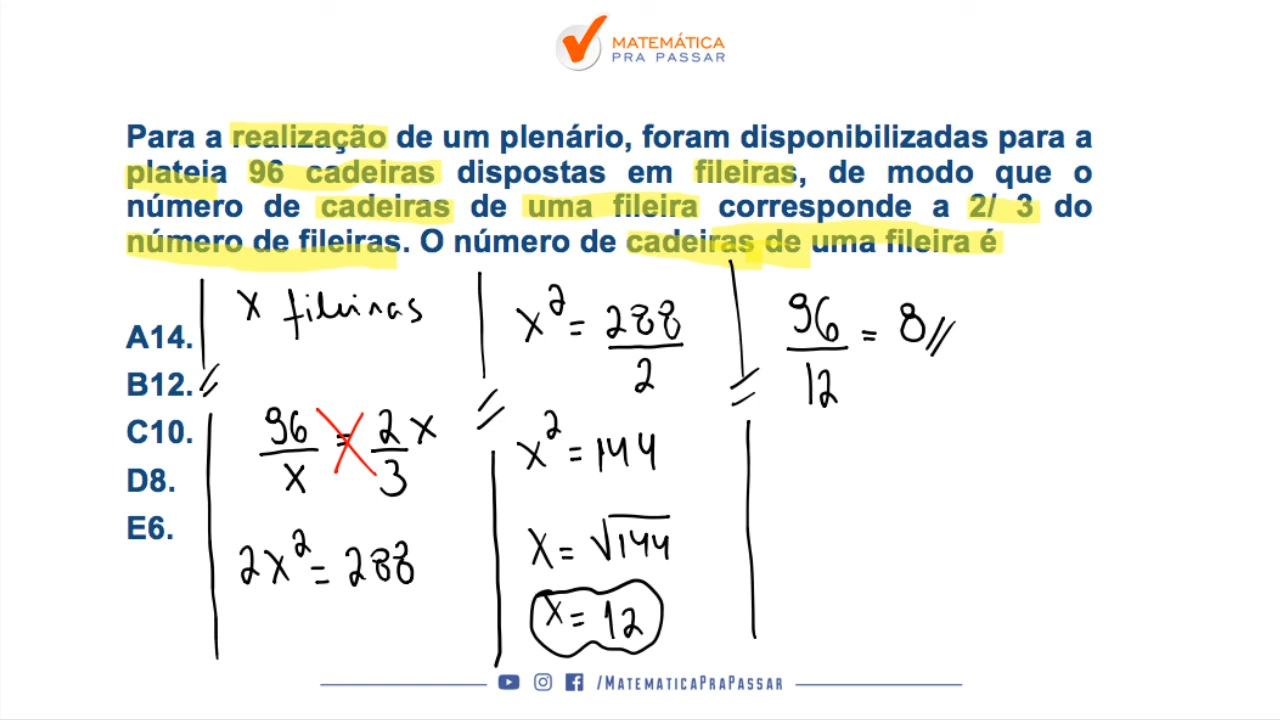 MATEMÁTICA
PRA PASSAR
Para a realização de um plenário, foram disponibilizadas para a
plateia 96 cadeiras dispostas em fileiras, de modo que o
número de cadeiras de uma fileira corresponde a 2/ 3 do
número de fileiras. O número de cadeiras de uma fileira é
A14.
B12.
C10.
D8.
E6.
x fileiras
96/x = 2/3 x
2x² = 288
x² = 288/2
x² = 144
x = √144
x = 12
96/12 = 8//
/MATEMATICAPRAPASSAR